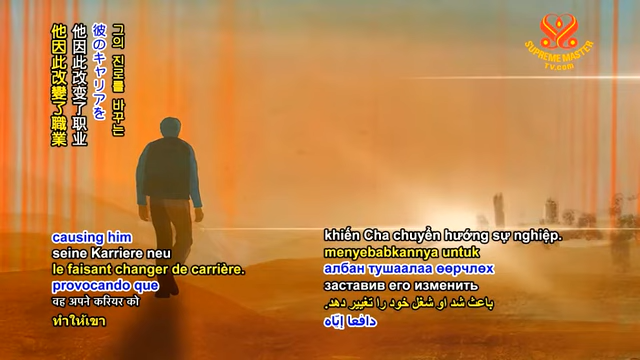 他因此改變了職業
他因此改变了职业
彼のキャリアを
그의 진로를 바꾸는
SUPREME MASTER
TV.com
causing him
seine Karriere neu
le faisant changer de carrière.
provocando que
वह अपने करियर को
ทำให้เขา
khiến Cha chuyển hướng sự nghiệp.
menyebabkannya untuk
албан тушаалаа өөрчлөх
заставив его изменить
باعث شد او شغل خود را تغییر دهد.
دافعا إيّاه